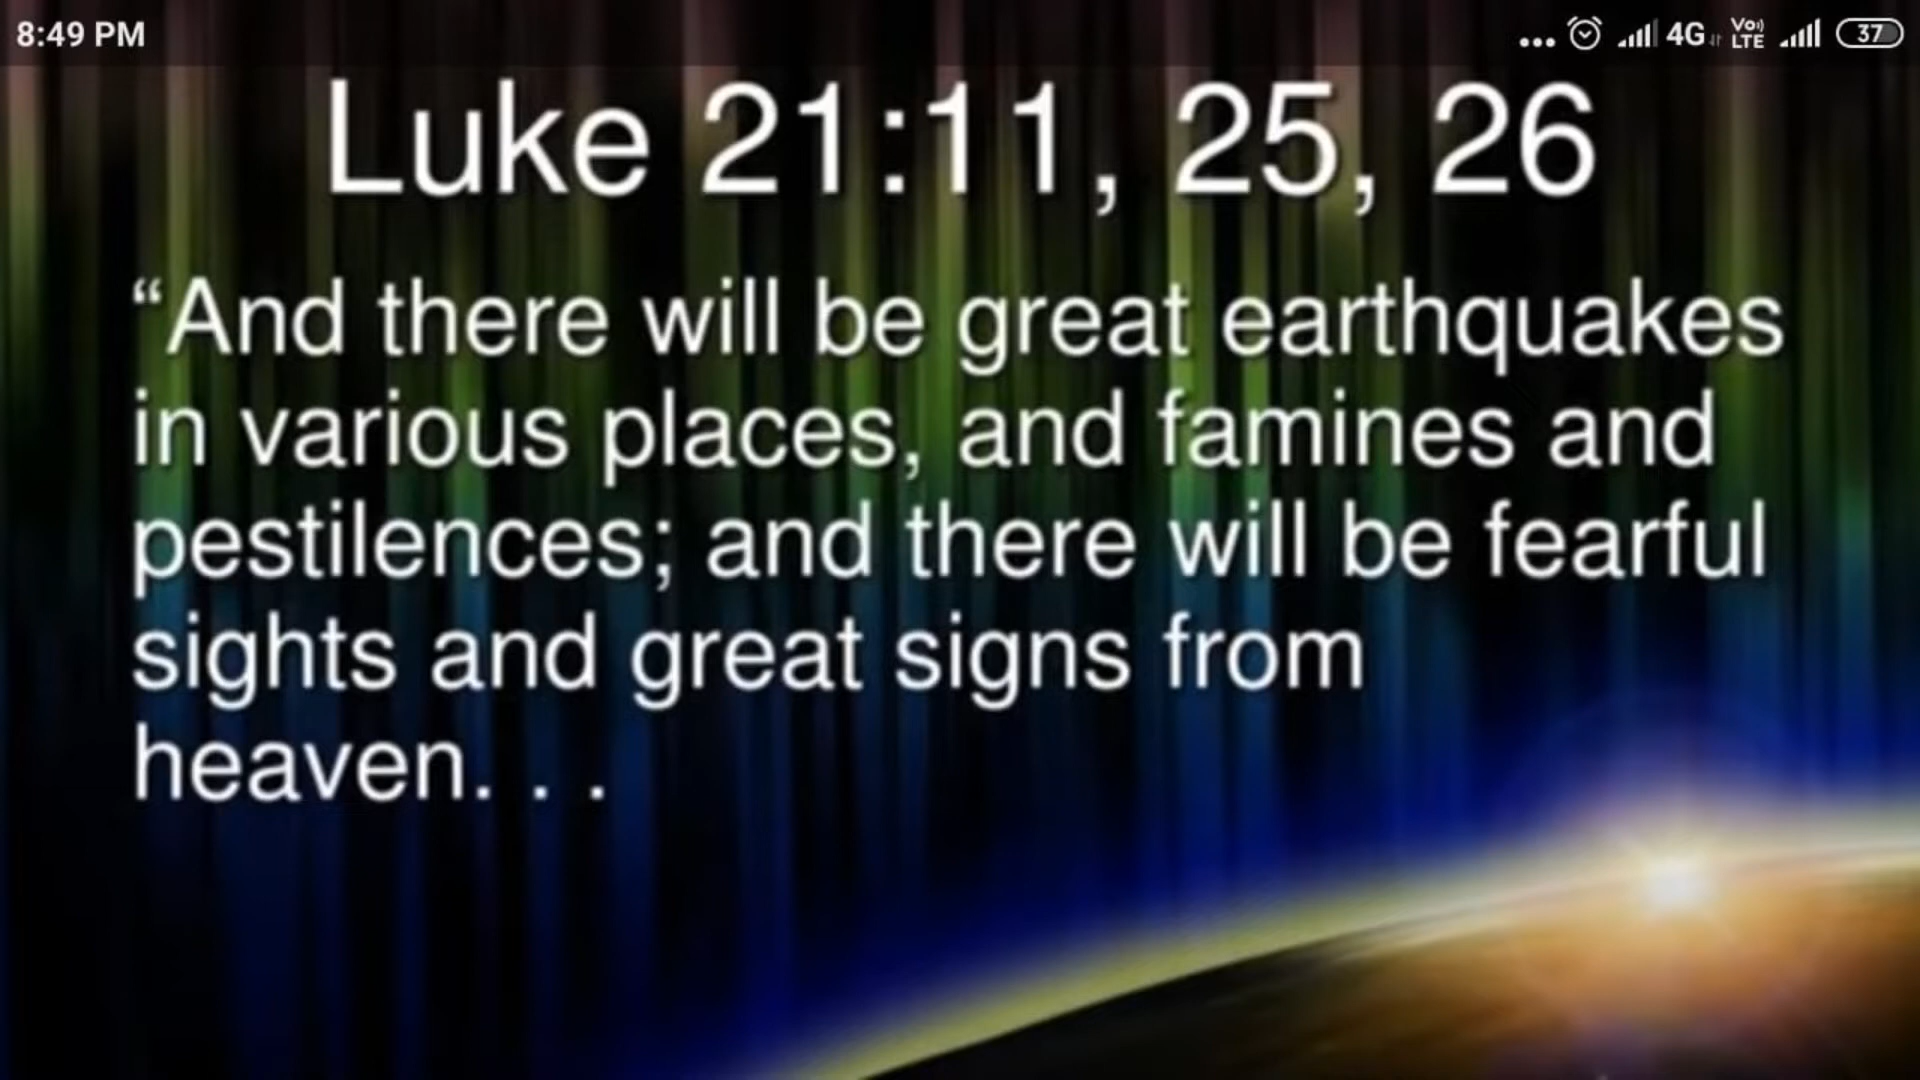 8:49 PM
4G Vo) LTE 37
Luke 21:11, 25, 26
“And there will be great earthquakes
in various places, and famines and
pestilences; and there will be fearful
sights and great signs from
heaven. . .